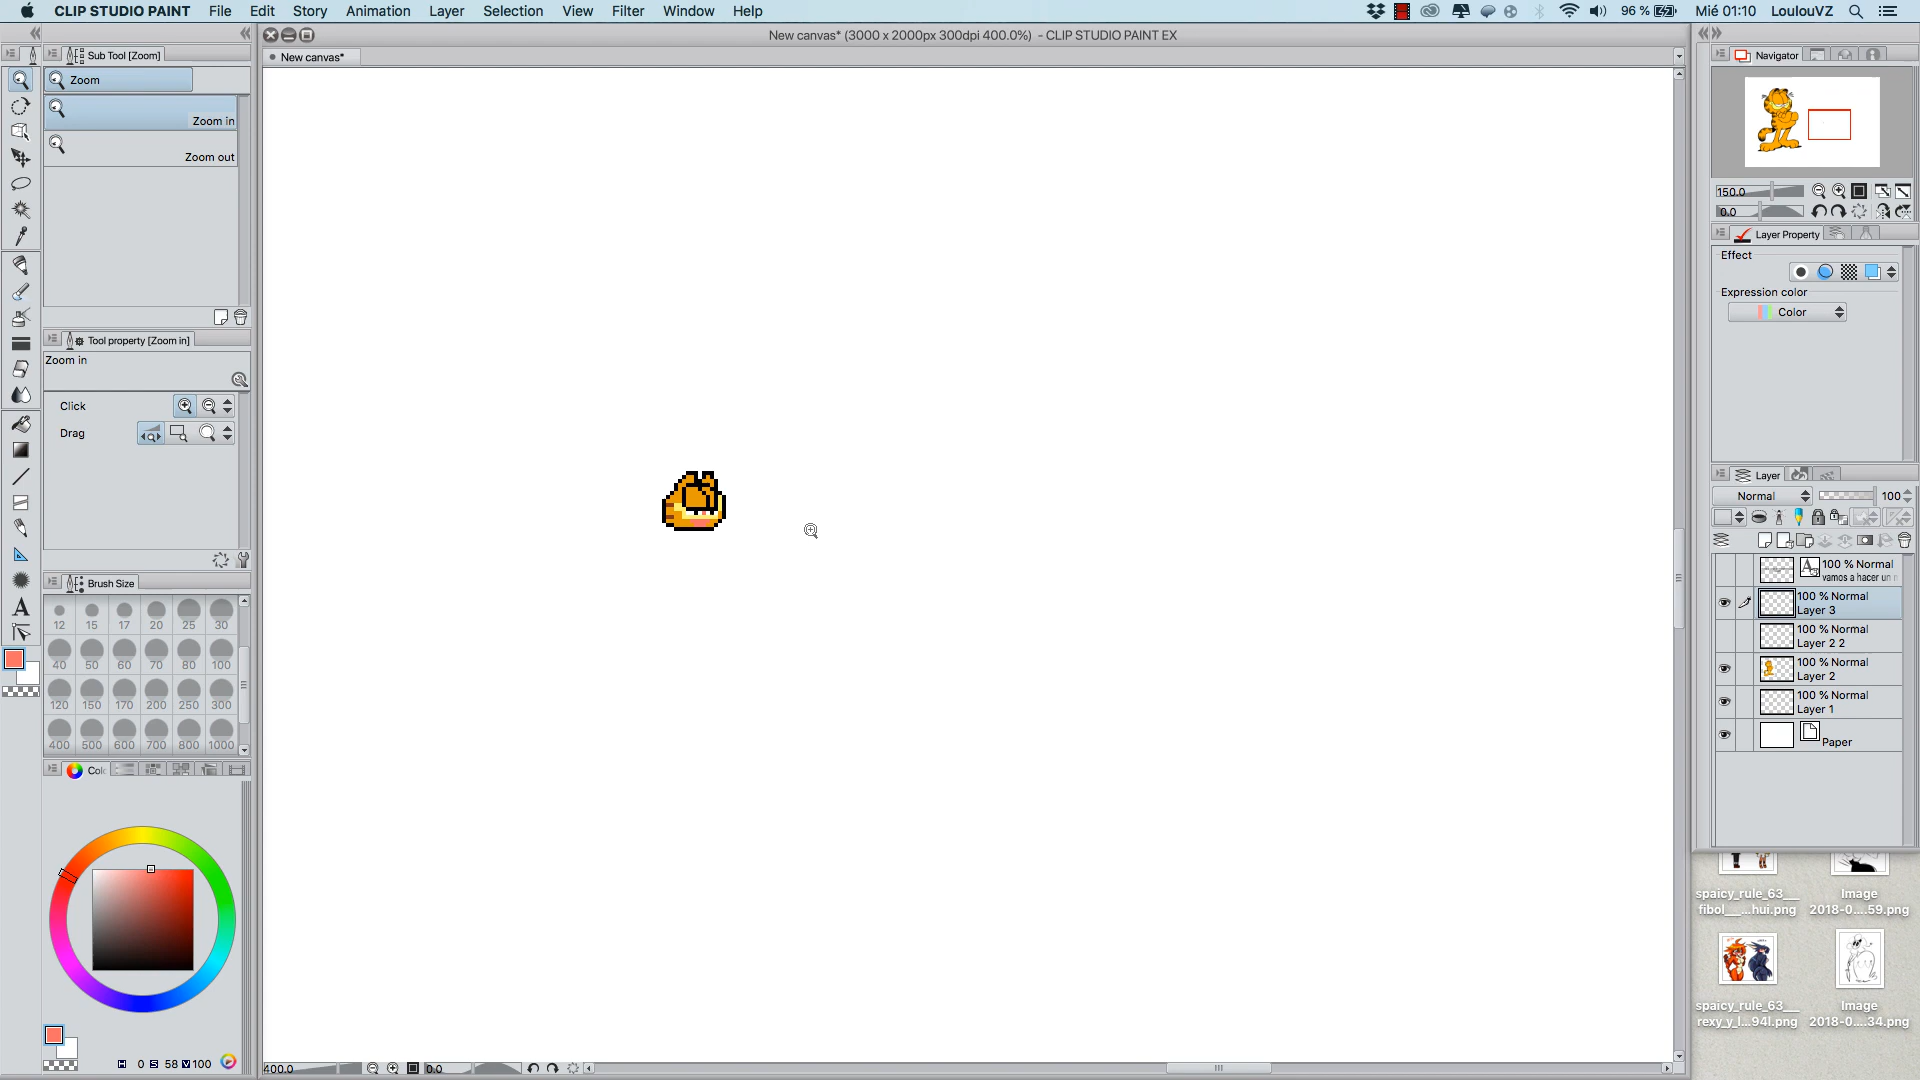 CLIP STUDIO PAINT File Edit Story Animation Layer Selection View Filter Window Help 96 % Mié 01:10 LoulouVZ
New canvas* (3000 x 2000px 300dpi 400.0%) - CLIP STUDIO PAINT EX
Sub Tool [Zoom]
New canvas*
Navigator
Zoom
Zoom in
Zoom out
150.0
0.0
Layer Property
Effect
Expression color
Color
Tool property [Zoom in]
Zoom in
Click
Drag
Layer
Normal 100
100 % Normal
vamos a hacer un
100 % Normal
Layer 3
100 % Normal
Layer 2 2
100 % Normal
Layer 2
100 % Normal
Layer 1
Paper
Brush Size
12 15 17 20 25 30
40 50 60 70 80 100
120 150 170 200 250 300
400 500 600 700 800 1000
Colo
spaicy_rule_63__
fibol__...hui.png
Image
2018-0....59.png
spaicy_rule_63__
rexy_y_l...94l.png
Image
2018-0....34.png
H 0 S 58 V 100
400.0 0.0